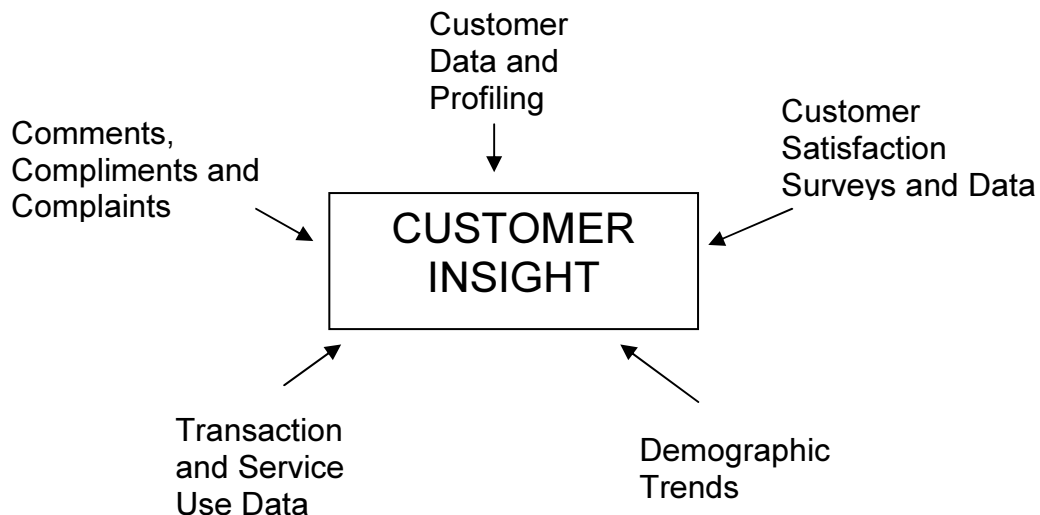 Customer
Data and
Profiling
Comments,
Compliments and
Complaints
Customer
Satisfaction
Surveys and Data
CUSTOMER
INSIGHT
Transaction
and Service
Use Data
Demographic
Trends